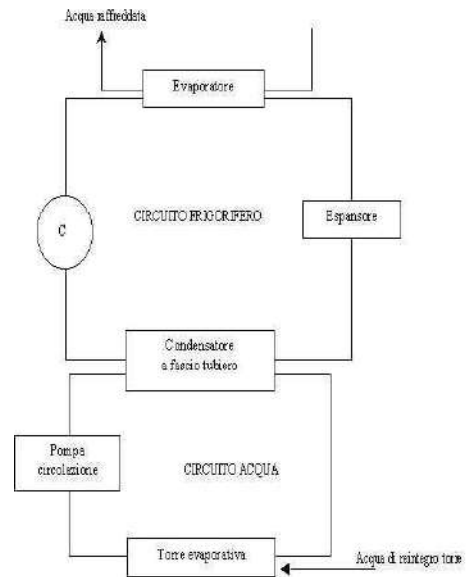 Acqua raffreddata
Evaporatore
CIRCUITO FRIGORIFERO
Espansore
C
Condensatore
a fascio tubiero
Pompa
circolazione
CIRCUITO ACQUA
Torre evaporativa
Acqua di reintegro torre